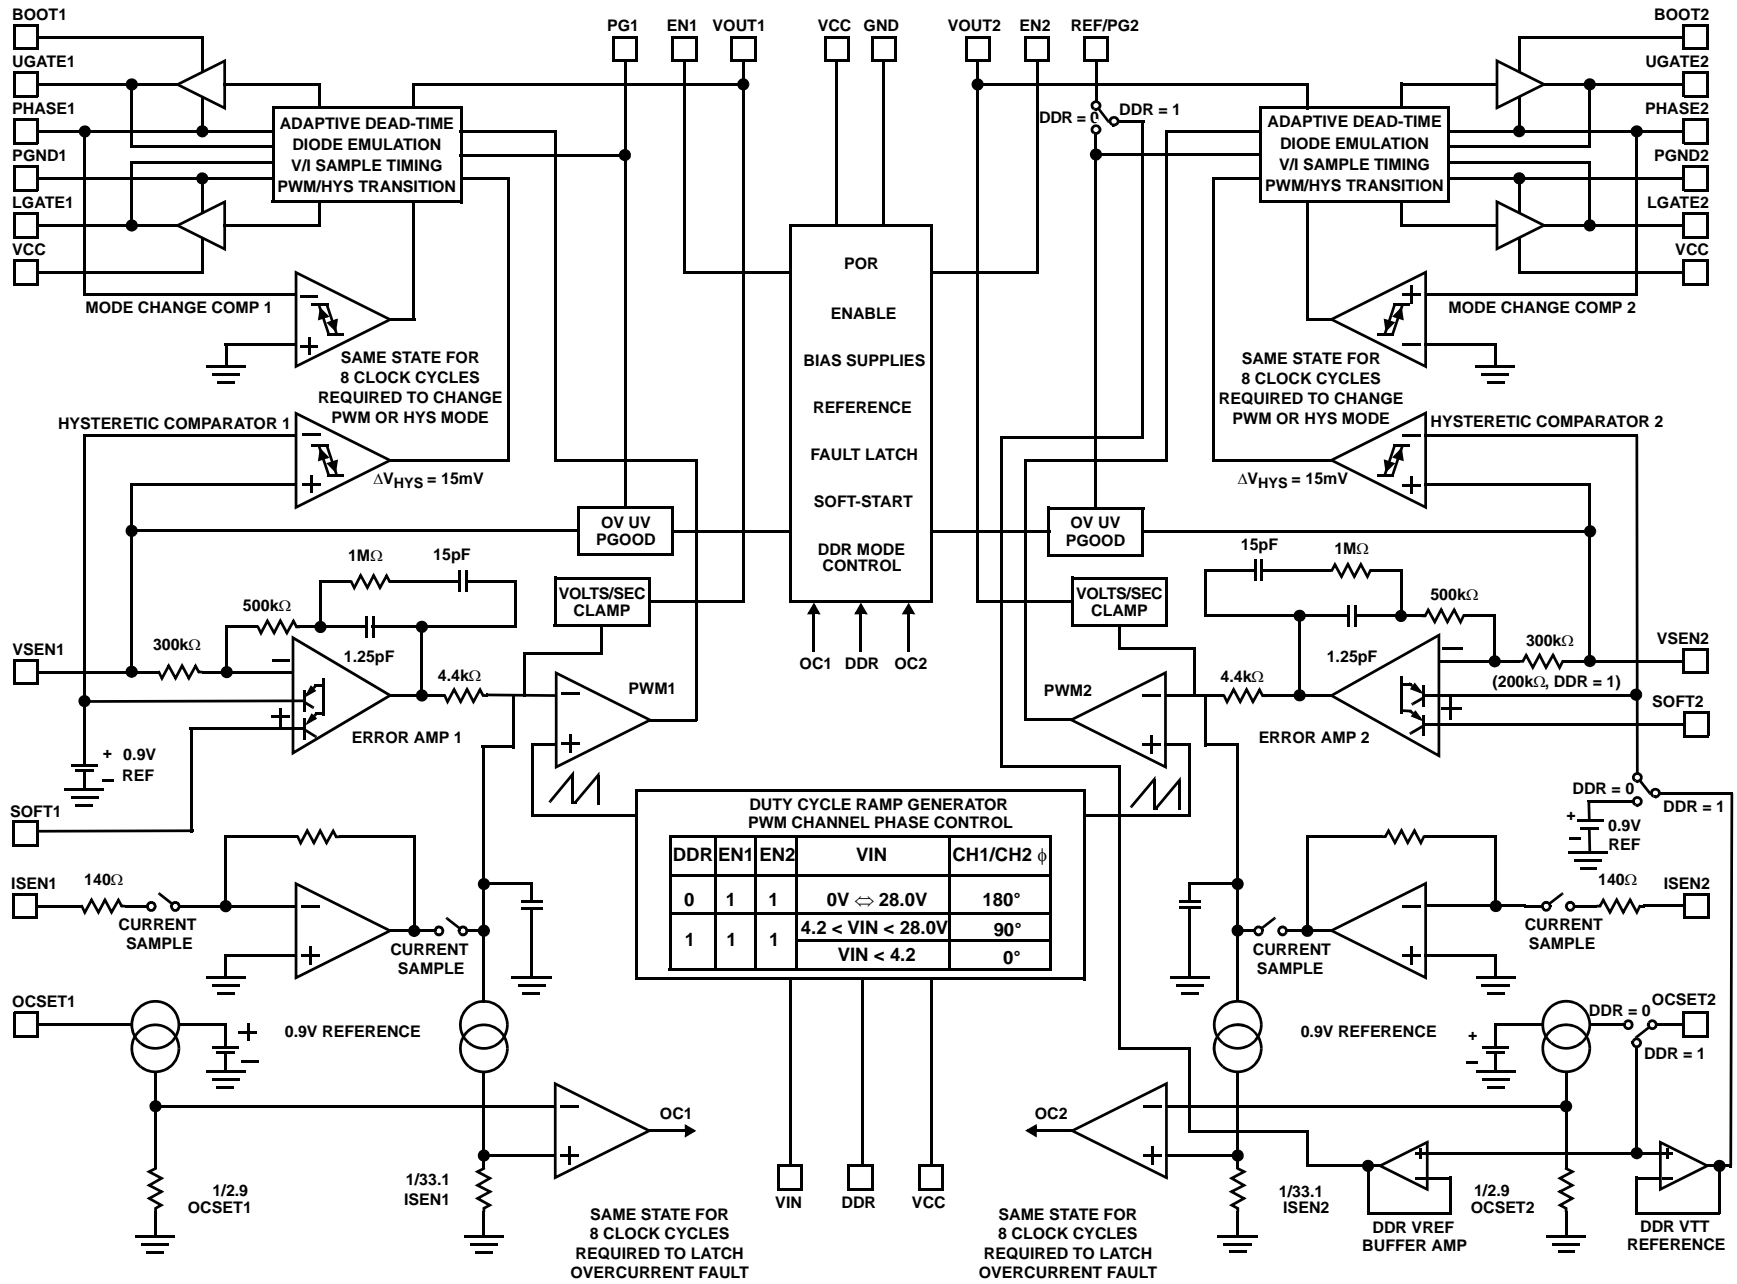 BOOT1
UGATE1
PHASE1
PGND1
LGATE1
VCC
PG1
EN1
VOUT1
VCC
GND
VOUT2
EN2
REF/PG2
BOOT2
UGATE2
PHASE2
PGND2
LGATE2
VCC
ADAPTIVE DEAD-TIME
DIODE EMULATION
V/I SAMPLE TIMING
PWM/HYS TRANSITION
DDR = 0
DDR = 1
ADAPTIVE DEAD-TIME
DIODE EMULATION
V/I SAMPLE TIMING
PWM/HYS TRANSITION
MODE CHANGE COMP 1
−
+
SAME STATE FOR
8 CLOCK CYCLES
REQUIRED TO CHANGE
PWM OR HYS MODE
POR
ENABLE
BIAS SUPPLIES
REFERENCE
FAULT LATCH
SOFT-START
DDR MODE
CONTROL
+
−
MODE CHANGE COMP 2
SAME STATE FOR
8 CLOCK CYCLES
REQUIRED TO CHANGE
PWM OR HYS MODE
HYSTERETIC COMPARATOR 1
−
+
ΔVHYS = 15mV
HYSTERETIC COMPARATOR 2
−
+
ΔVHYS = 15mV
OV UV
PGOOD
OV UV
PGOOD
1MΩ
15pF
500kΩ
300kΩ
1.25pF
VSEN1
4.4kΩ
−
+
ERROR AMP 1
VOLTS/SEC
CLAMP
PWM1
−
+
OC1
DDR
OC2
VOLTS/SEC
CLAMP
PWM2
−
+
15pF
1MΩ
500kΩ
300kΩ
1.25pF
4.4kΩ
(200kΩ, DDR = 1)
−
+
ERROR AMP 2
VSEN2
SOFT2
+
−
0.9V
REF
SOFT1
DDR = 0
DDR = 1
+
−
0.9V
REF
DUTY CYCLE RAMP GENERATOR
PWM CHANNEL PHASE CONTROL
DDR EN1 EN2 VIN CH1/CH2 ϕ
0 1 1 0V ⇔ 28.0V 180°
1 1 1 4.2 < VIN < 28.0V 90°
VIN < 4.2 0°
ISEN1
140Ω
CURRENT
SAMPLE
−
+
CURRENT
SAMPLE
CURRENT
SAMPLE
−
+
CURRENT
SAMPLE
140Ω
ISEN2
OCSET1
+
−
0.9V REFERENCE
0.9V REFERENCE
+
−
DDR = 0
OCSET2
DDR = 1
−
+
OC1
OC2
−
+
1/2.9
OCSET1
1/33.1
ISEN1
VIN
DDR
VCC
1/33.1
ISEN2
+
−
1/2.9
OCSET2
+
−
DDR VREF
BUFFER AMP
DDR VTT
REFERENCE
SAME STATE FOR
8 CLOCK CYCLES
REQUIRED TO LATCH
OVERCURRENT FAULT
SAME STATE FOR
8 CLOCK CYCLES
REQUIRED TO LATCH
OVERCURRENT FAULT